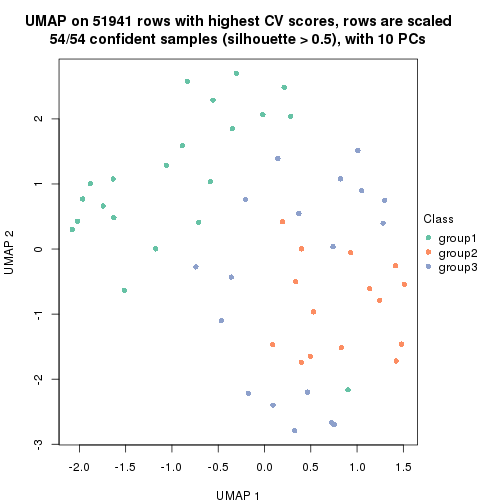 UMAP on 51941 rows with highest CV scores, rows are scaled
54/54 confident samples (silhouette > 0.5), with 10 PCs
UMAP 2
2
1
0
-1
-2
-3
-2.0 -1.5 -1.0 -0.5 0.0 0.5 1.0 1.5
UMAP 1
Class
group1
group2
group3